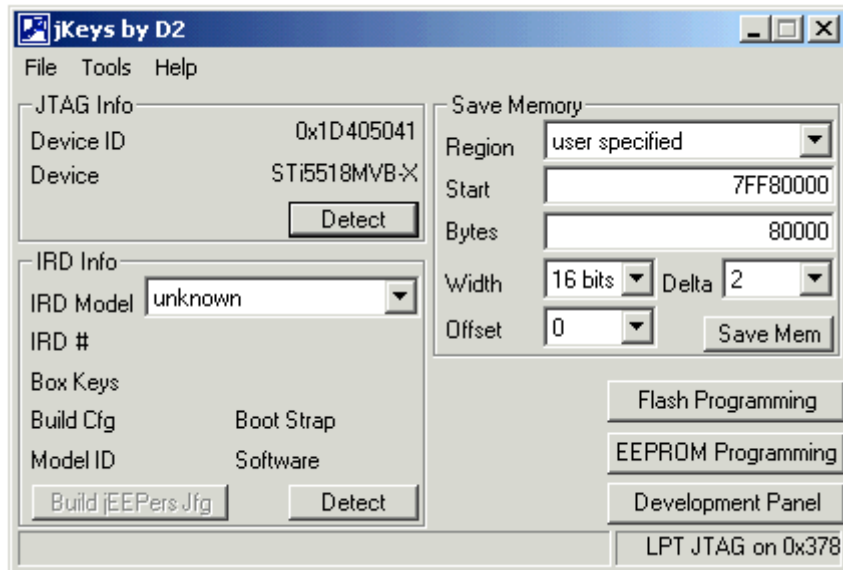 jKeys by D2
File Tools Help
JTAG Info
Device ID 0x1D405041
Device STi5518MVB-X
Detect
IRD Info
IRD Model unknown
IRD #
Box Keys
Build Cfg Boot Strap
Model ID Software
Build jEEPers Jfg Detect
Save Memory
Region user specified
Start 7FF80000
Bytes 80000
Width 16 bits Delta 2
Offset 0 Save Mem
Flash Programming
EEPROM Programming
Development Panel
LPT JTAG on 0x378